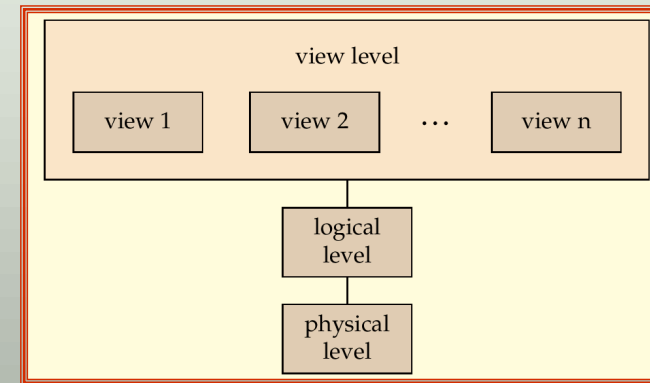 view level
view 1 view 2 ... view n
logical
level
physical
level